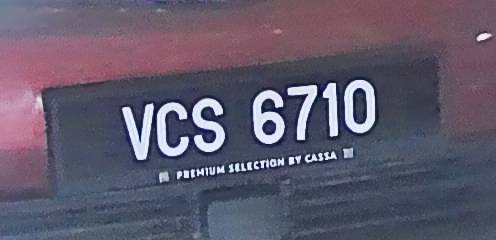 VCS 6710
PREMIUM SELECTION BY CASSA